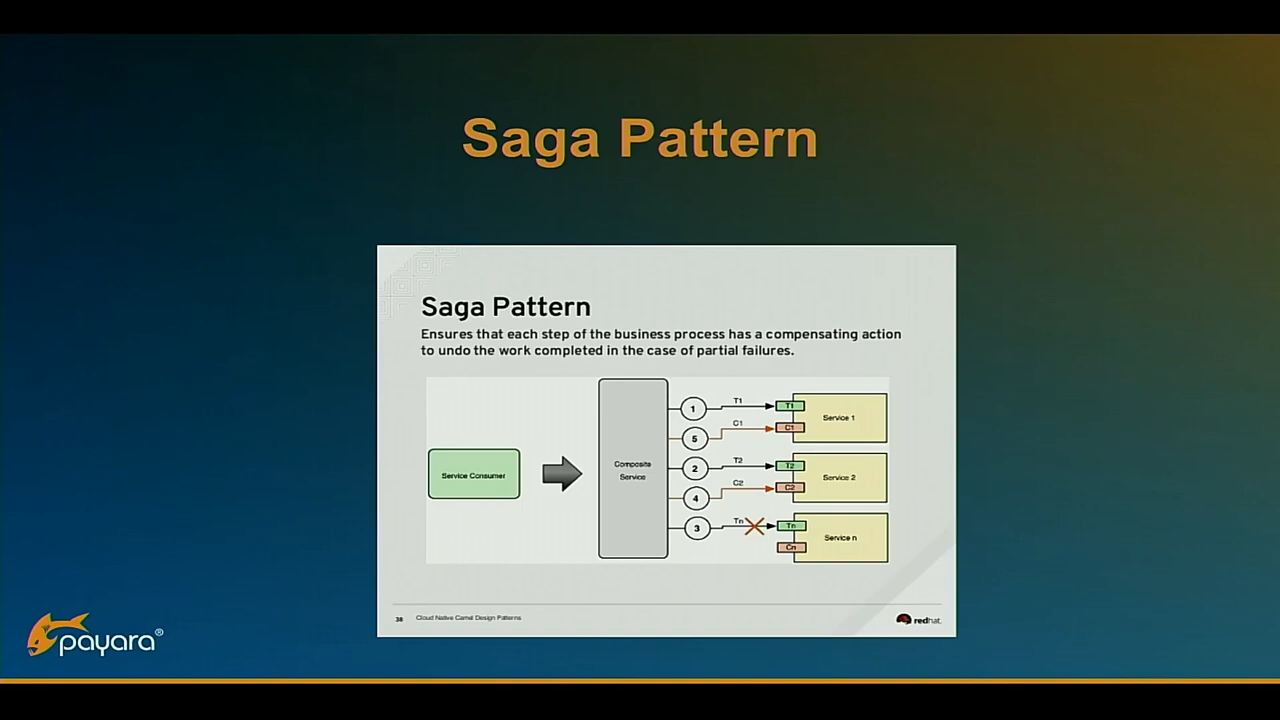 Saga Pattern
Saga Pattern
Ensures that each step of the business process has a compensating action
to undo the work completed in the case of partial failures.
Service Consumer
Composite
Service
1
T1
T1
Service 1
5
C1
C1
2
T2
T2
Service 2
4
C2
C2
3
Tn
Tn
Service n
Cn
38
Cloud Native Camel Design Patterns
redhat.
payara®